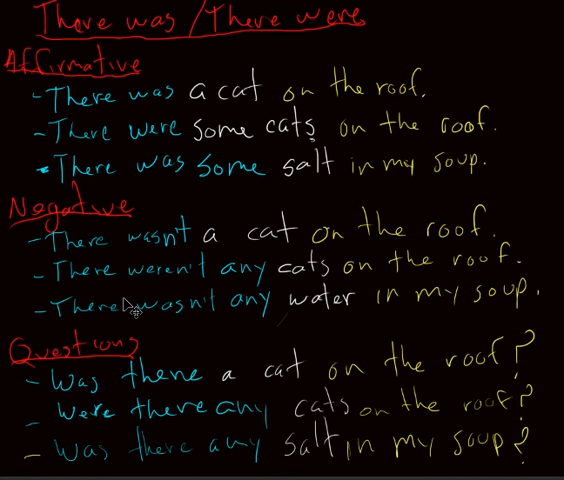 There was / There were
Affirmative
- There was a cat on the roof.
- There were some cats on the roof.
- There was some salt in my soup.
Negative
- There wasn't a cat on the roof.
- There weren't any cats on the roof.
- There wasn't any water in my soup.
Questions
- Was there a cat on the roof?
- Were there any cats on the roof?
- Was there any salt in my soup?